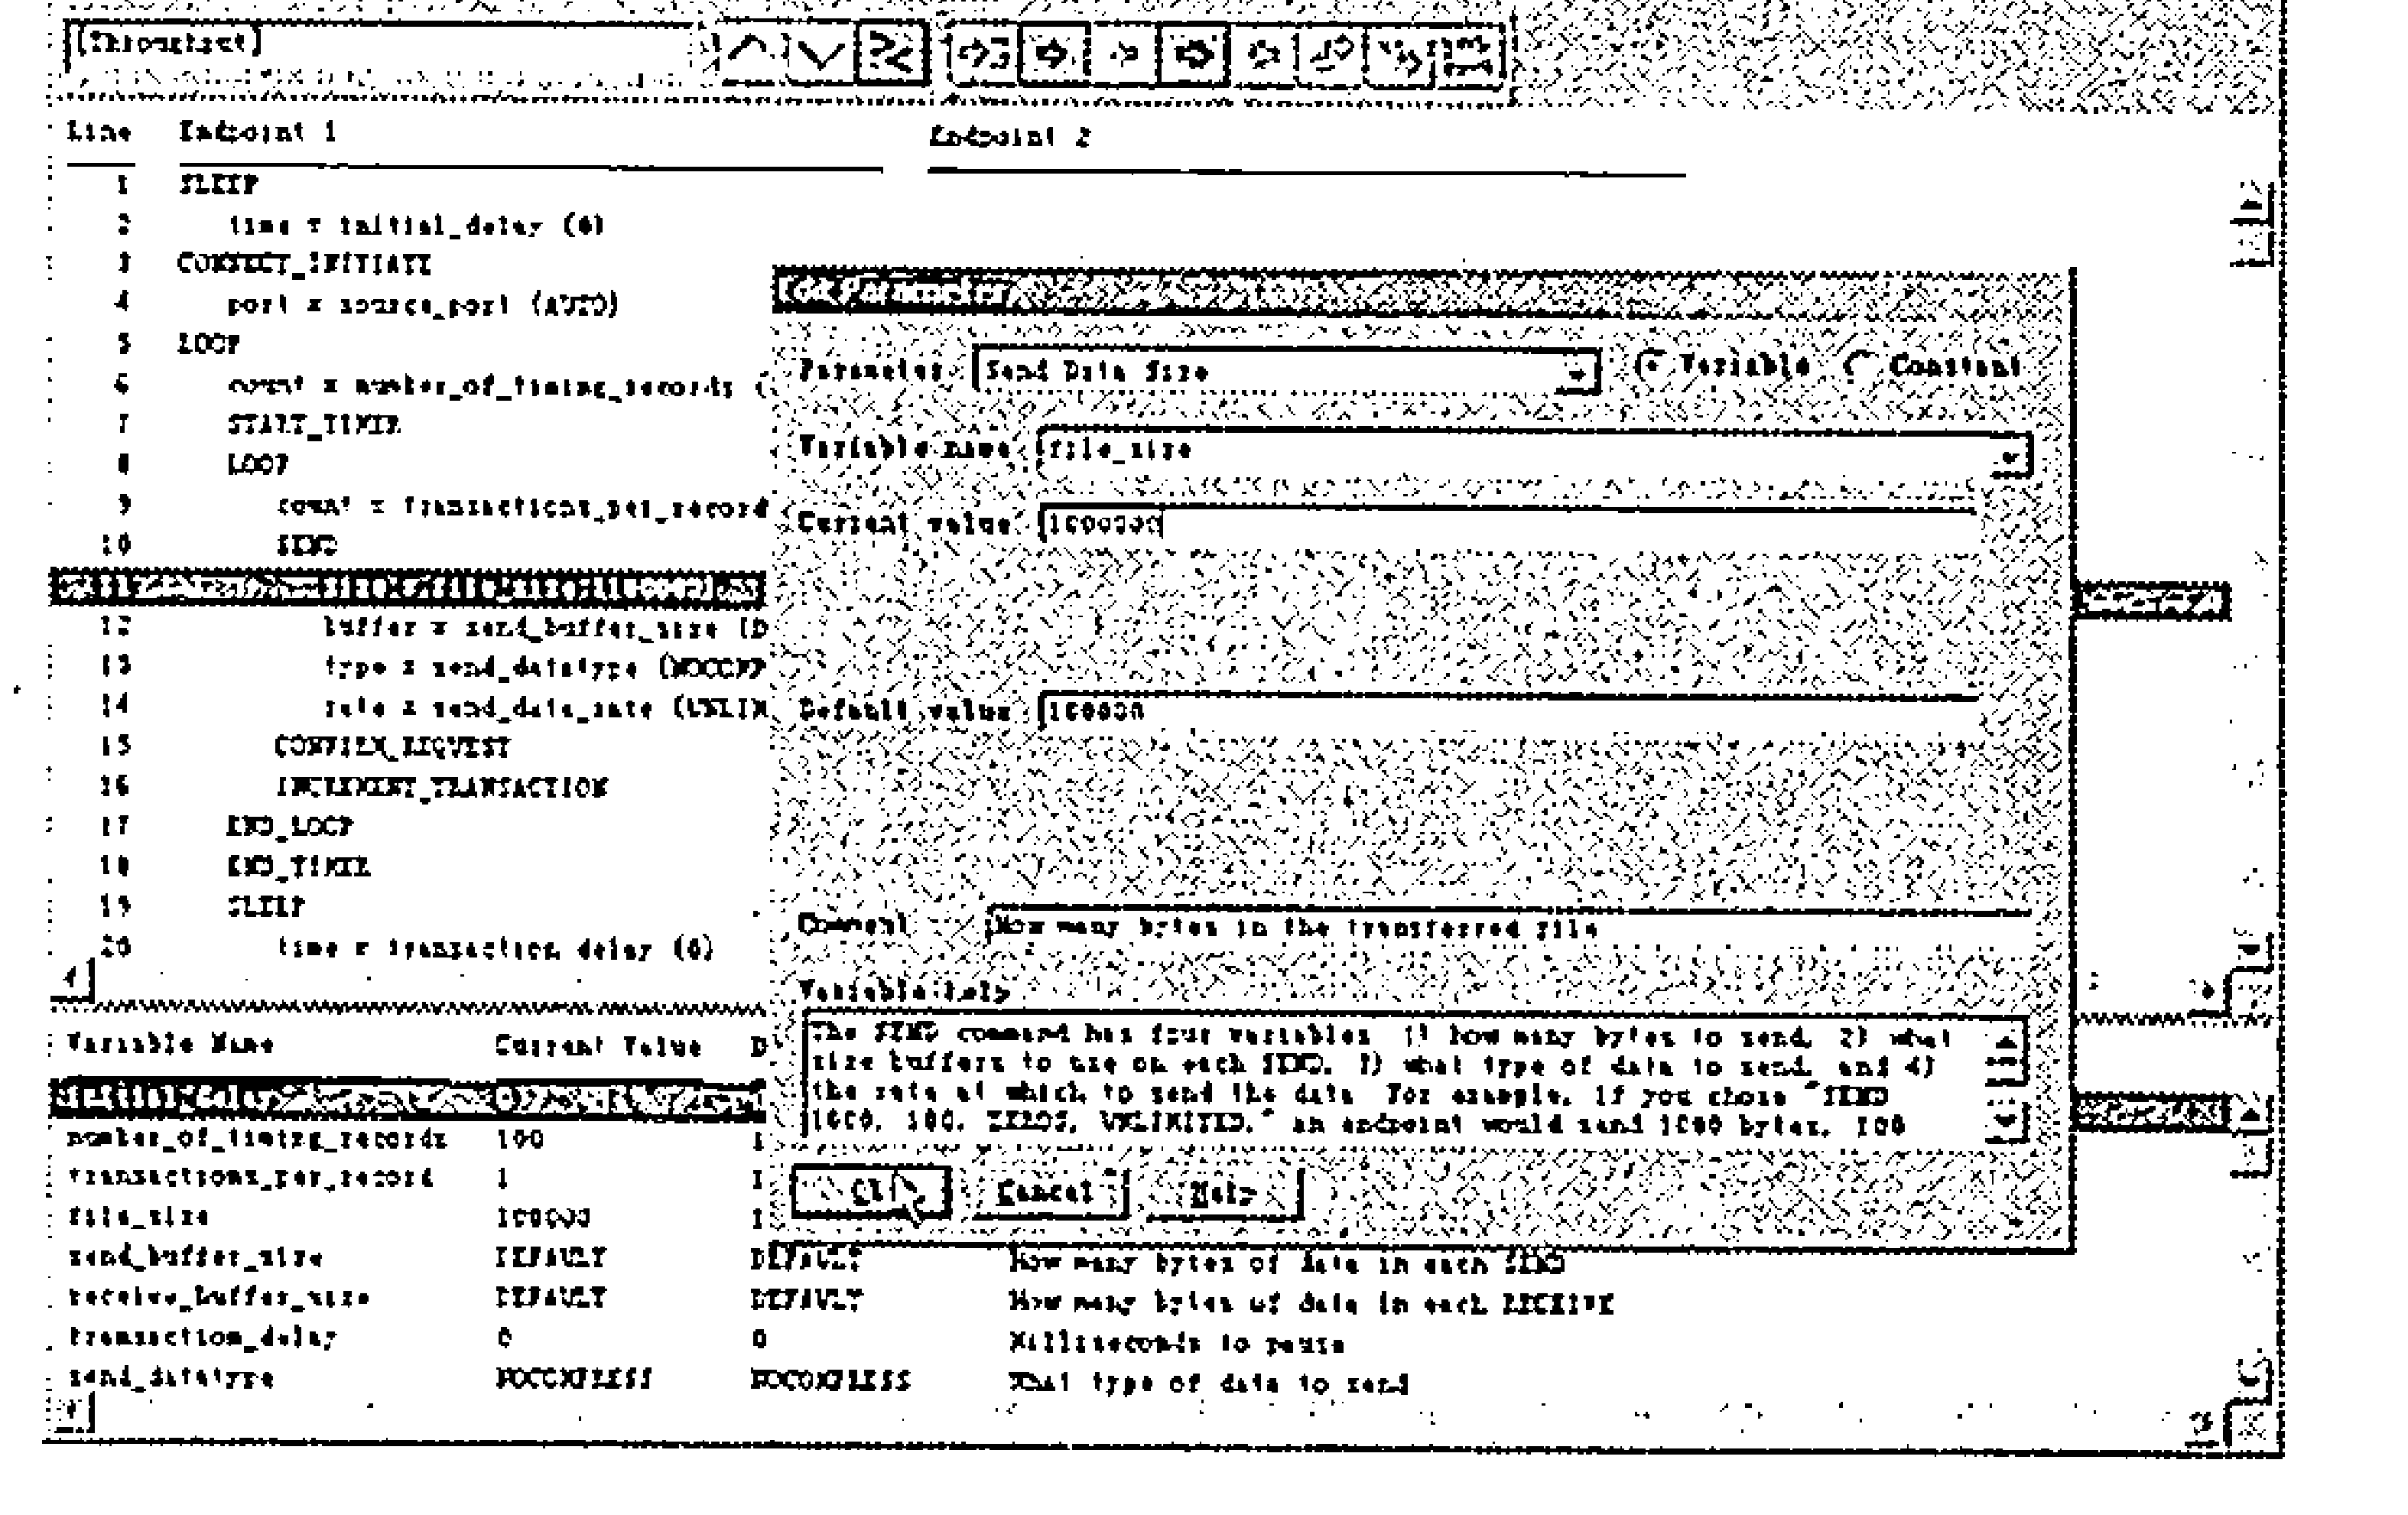 (Throughput)
Line Endpoint 1 Endpoint 2
1 SLEEP
2 time = initial_delay (0)
3 CONNECT_INITIATE
4 port = source_port (AUTO)
5 LOOP
6 count = number_of_timing_records (
7 START_TIMER
8 LOOP
9 count = transactions_per_record
10 SEND
11
12 buffer = send_buffer_size (D
13 type = send_datatype (NOCOMP
14 rate = send_data_rate (UNLIM
15 CONFIRM_REQUEST
16 INCREMENT_TRANSACTION
17 END_LOOP
18 END_TIMER
19 SLEEP
20 time = transaction_delay (0)
Edit Parameter
Parameter Send Data Size Variable Constant
Variable name file_size
Current value 1000000
Default value 100000
Comment How many bytes in the transferred file
Variable help
The SEND command has four variables 1) how many bytes to send, 2) what
size buffers to use on each SEND, 3) what type of data to send, and 4)
the rate at which to send the data For example, if you chose "SEND
1000, 100, ZEROS, UNLIMITED," an endpoint would send 1000 bytes, 100
OK Cancel Help
Variable Name Current Value D
number_of_timing_records 100 1
transactions_per_record 1 1
file_size 100000 1
send_buffer_size DEFAULT DEFAULT How many bytes of data in each SEND
receive_buffer_size DEFAULT DEFAULT How many bytes of data in each RECEIVE
transaction_delay 0 0 Milliseconds to pause
send_datatype NOCOMPRESS NOCOMPRESS What type of data to send